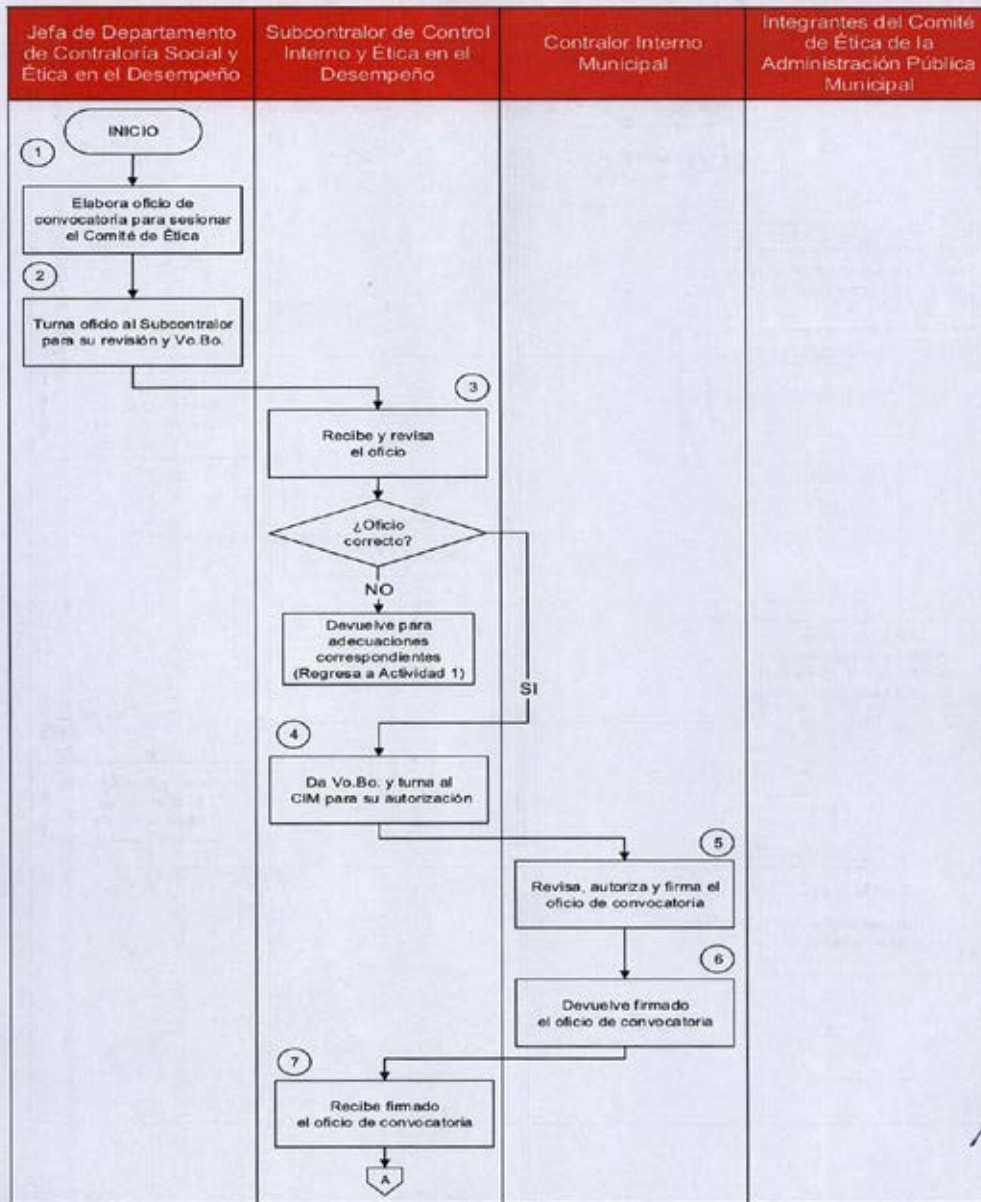 Jefa de Departamento
de Contraloría Social y
Ética en el Desempeño
Subcontralor de Control
Interno y Ética en el
Desempeño
Contralor Interno
Municipal
Integrantes del Comité
de Ética de la
Administración Pública
Municipal
INICIO
1
Elabora oficio de
convocatoria para sesionar
el Comité de Ética
2
Turna oficio al Subcontralor
para su revisión y Vo.Bo.
3
Recibe y revisa
el oficio
¿Oficio
correcto?
NO
Devuelve para
adecuaciones
correspondientes
(Regresa a Actividad 1)
SI
4
Da Vo.Bo. y turna al
CIM para su autorización
5
Revisa, autoriza y firma el
oficio de convocatoria
6
Devuelve firmado
el oficio de convocatoria
7
Recibe firmado
el oficio de convocatoria
A